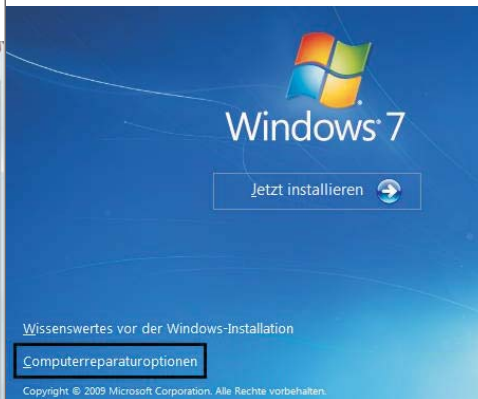 Windows 7
Jetzt installieren
Wissenswertes vor der Windows-Installation
Computerreparaturoptionen
Copyright © 2009 Microsoft Corporation. Alle Rechte vorbehalten.